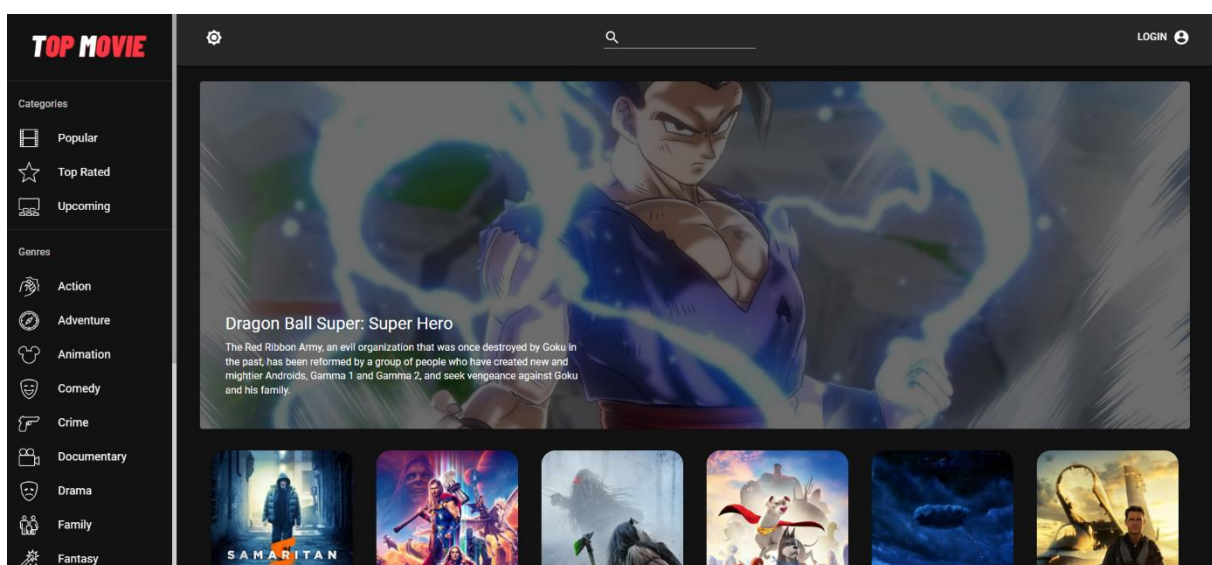 TOP MOVIE
LOGIN
Categories
Popular
Top Rated
Upcoming
Genres
Action
Adventure
Animation
Comedy
Crime
Documentary
Drama
Family
Fantasy
Dragon Ball Super: Super Hero
The Red Ribbon Army, an evil organization that was once destroyed by Goku in
the past, has been reformed by a group of people who have created new and
mightier Androids, Gamma 1 and Gamma 2, and seek vengeance against Goku
and his family.
SAMARITAN